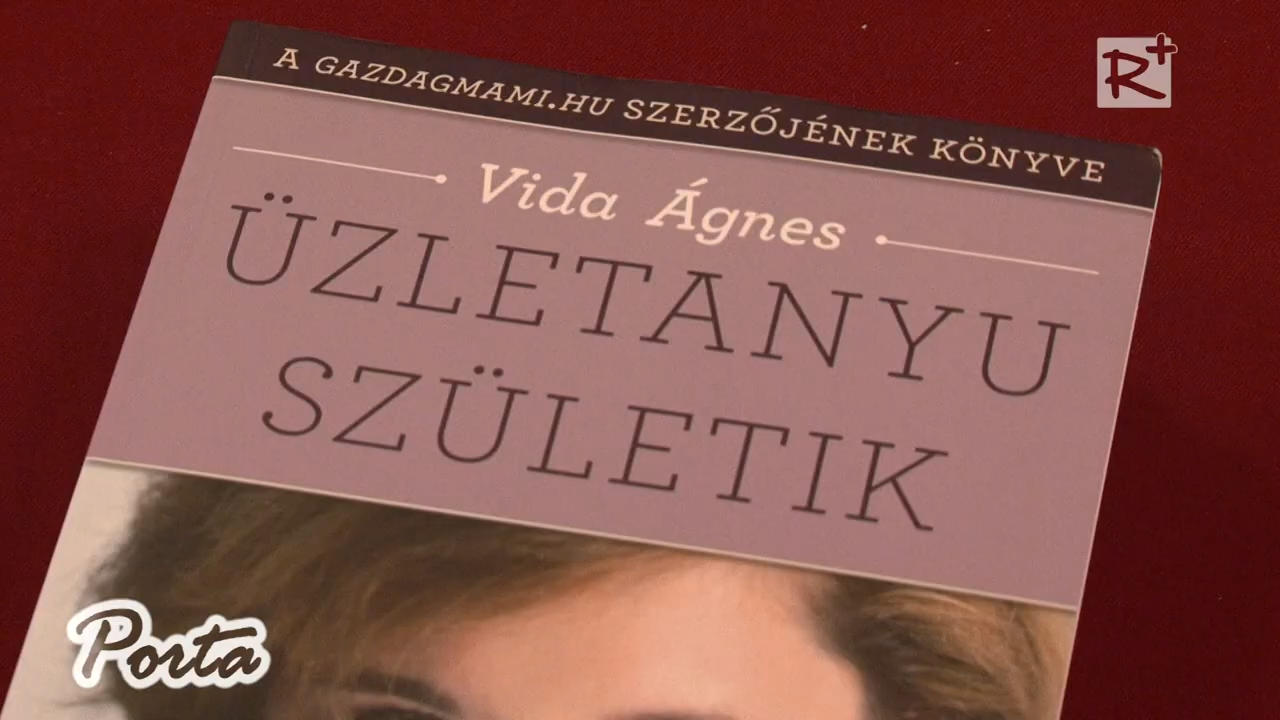 A GAZDAGMAMI.HU SZERZŐJÉNEK KÖNYVE
R+
Vida Ágnes
ÜZLETANYU
SZÜLETIK
Porta